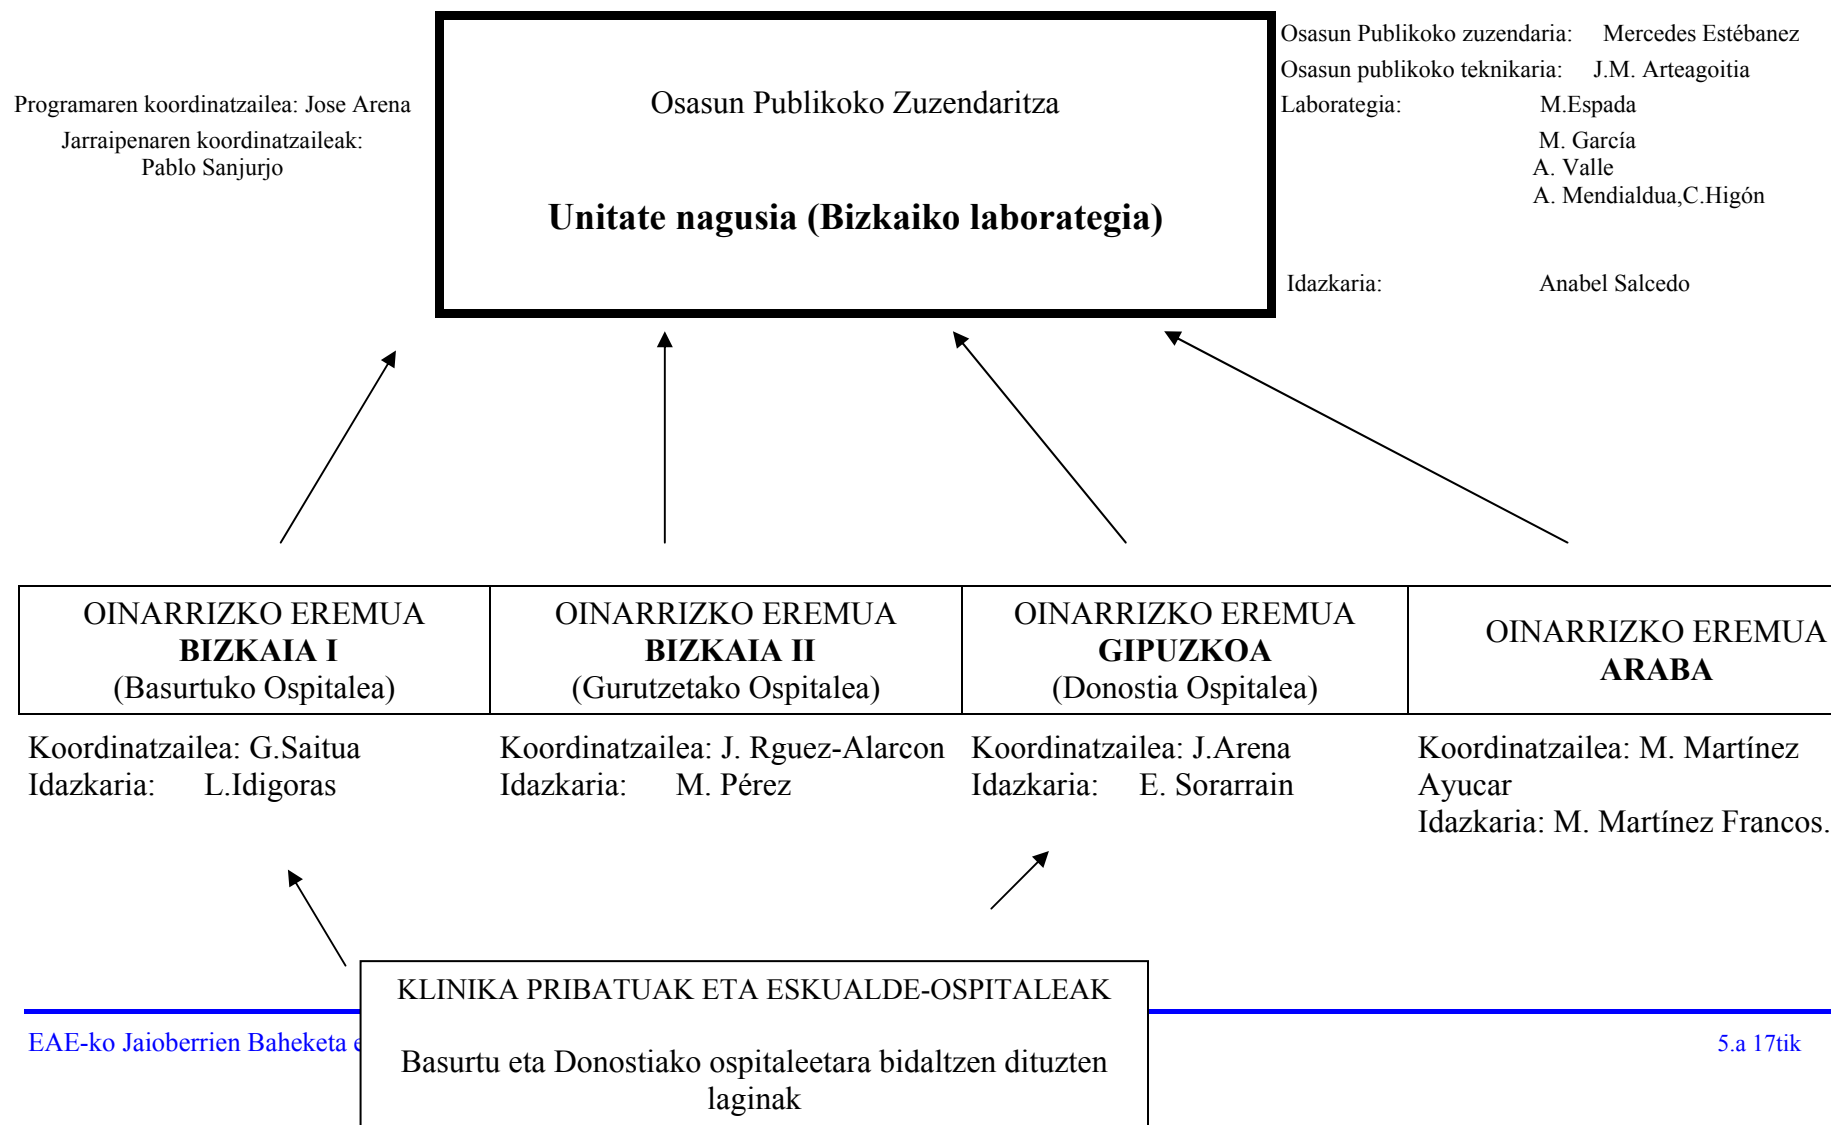 Programaren koordinatzailea: Jose Arena
Jarraipenaren koordinatzaileak:
Pablo Sanjurjo
Osasun Publikoko Zuzendaritza
Unitate nagusia (Bizkaiko laborategia)
Osasun Publikoko zuzendaria: Mercedes Estébanez
Osasun publikoko teknikaria: J.M. Arteagoitia
Laborategia: M.Espada
M. García
A. Valle
A. Mendialdua,C.Higón
Idazkaria: Anabel Salcedo
OINARRIZKO EREMUA
BIZKAIA I
(Basurtuko Ospitalea)
OINARRIZKO EREMUA
BIZKAIA II
(Gurutzetako Ospitalea)
OINARRIZKO EREMUA
GIPUZKOA
(Donostia Ospitalea)
OINARRIZKO EREMUA
ARABA
Koordinatzailea: G.Saitua
Idazkaria: L.Idigoras
Koordinatzailea: J. Rguez-Alarcon
Idazkaria: M. Pérez
Koordinatzailea: J.Arena
Idazkaria: E. Sorarrain
Koordinatzailea: M. Martínez
Ayucar
Idazkaria: M. Martínez Francos.
KLINIKA PRIBATUAK ETA ESKUALDE-OSPITALEAK
Basurtu eta Donostiako ospitaleetara bidaltzen dituzten
laginak
EAE-ko Jaioberrien Baheketa
5.a 17tik